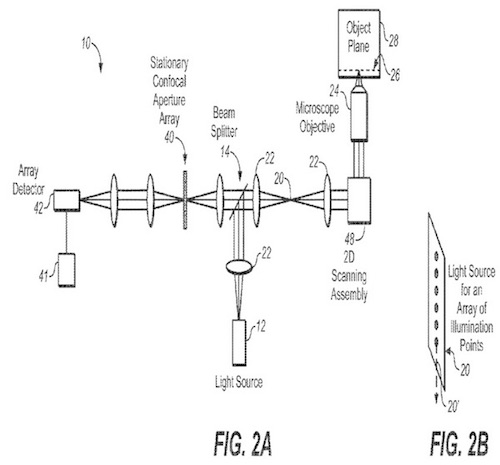 10
Object
Plane
28
26
Stationary
Confocal
Aperture
Array
40
24
Microscope
Objective
Beam
Splitter
14
22
20
22
Array
Detector
42
41
48
2D
Scanning
Assembly
22
12
Light Source
Light Source
for an
Array of
Illumination
Points
20
20'
FIG. 2A
FIG. 2B